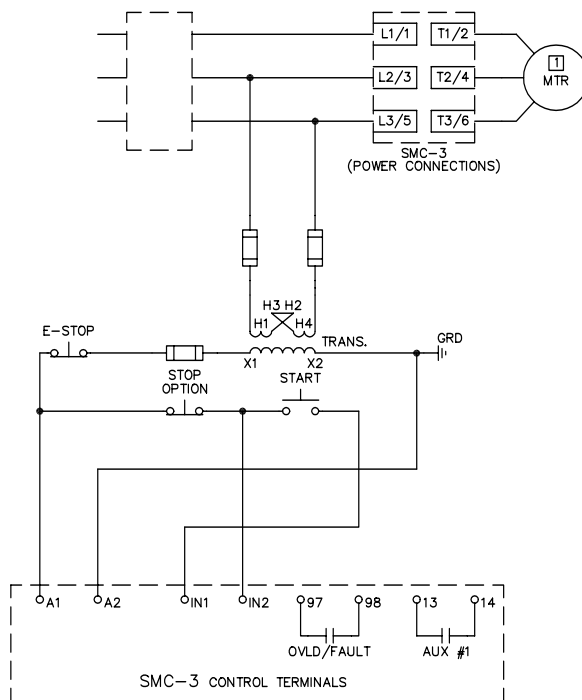 L1/1 T1/2
1
L2/3 T2/4 MTR
L3/5 T3/6
SMC-3
(POWER CONNECTIONS)
H3 H2
H1 H4
E-STOP
TRANS.
GRD
X1 X2
STOP
OPTION
START
A1 A2 IN1 IN2 97 98 13 14
OVLD/FAULT AUX #1
SMC-3 CONTROL TERMINALS